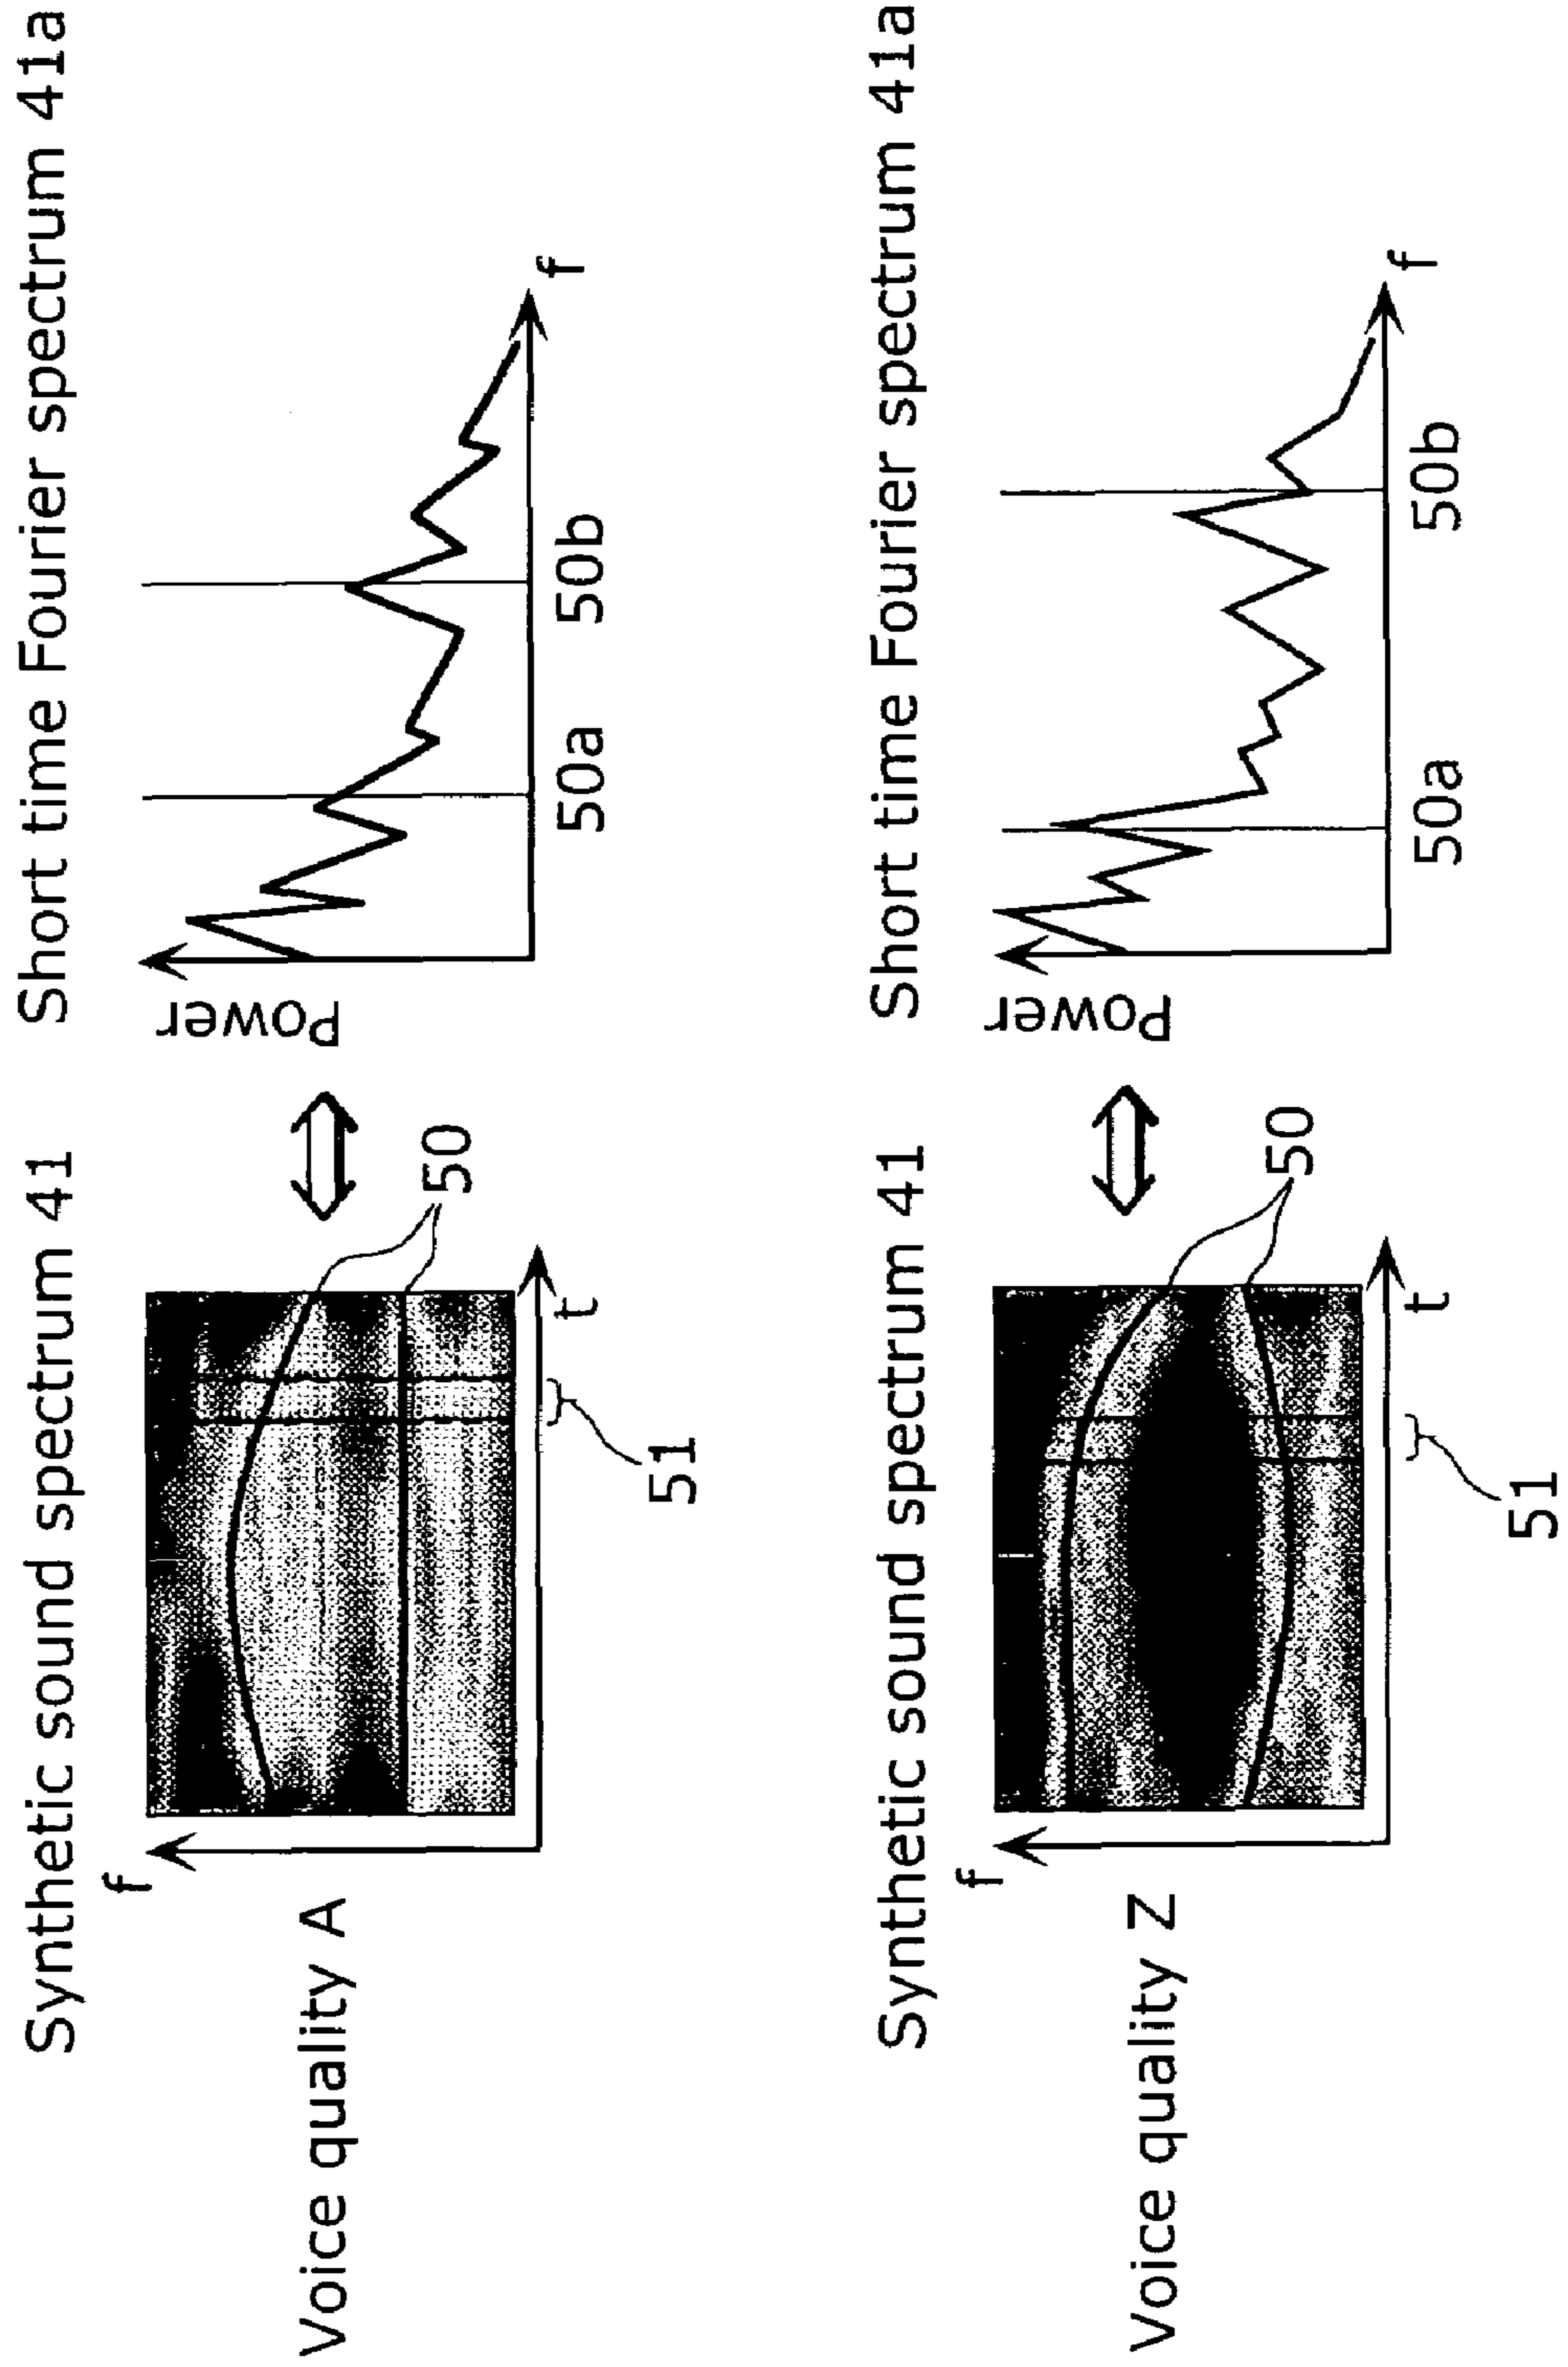 Synthetic sound spectrum 41
Short time Fourier spectrum 41a
Voice quality A
f
t
50
51
Power
f
50a
50b
Synthetic sound spectrum 41
Short time Fourier spectrum 41a
Voice quality Z
f
t
50
51
Power
f
50a
50b